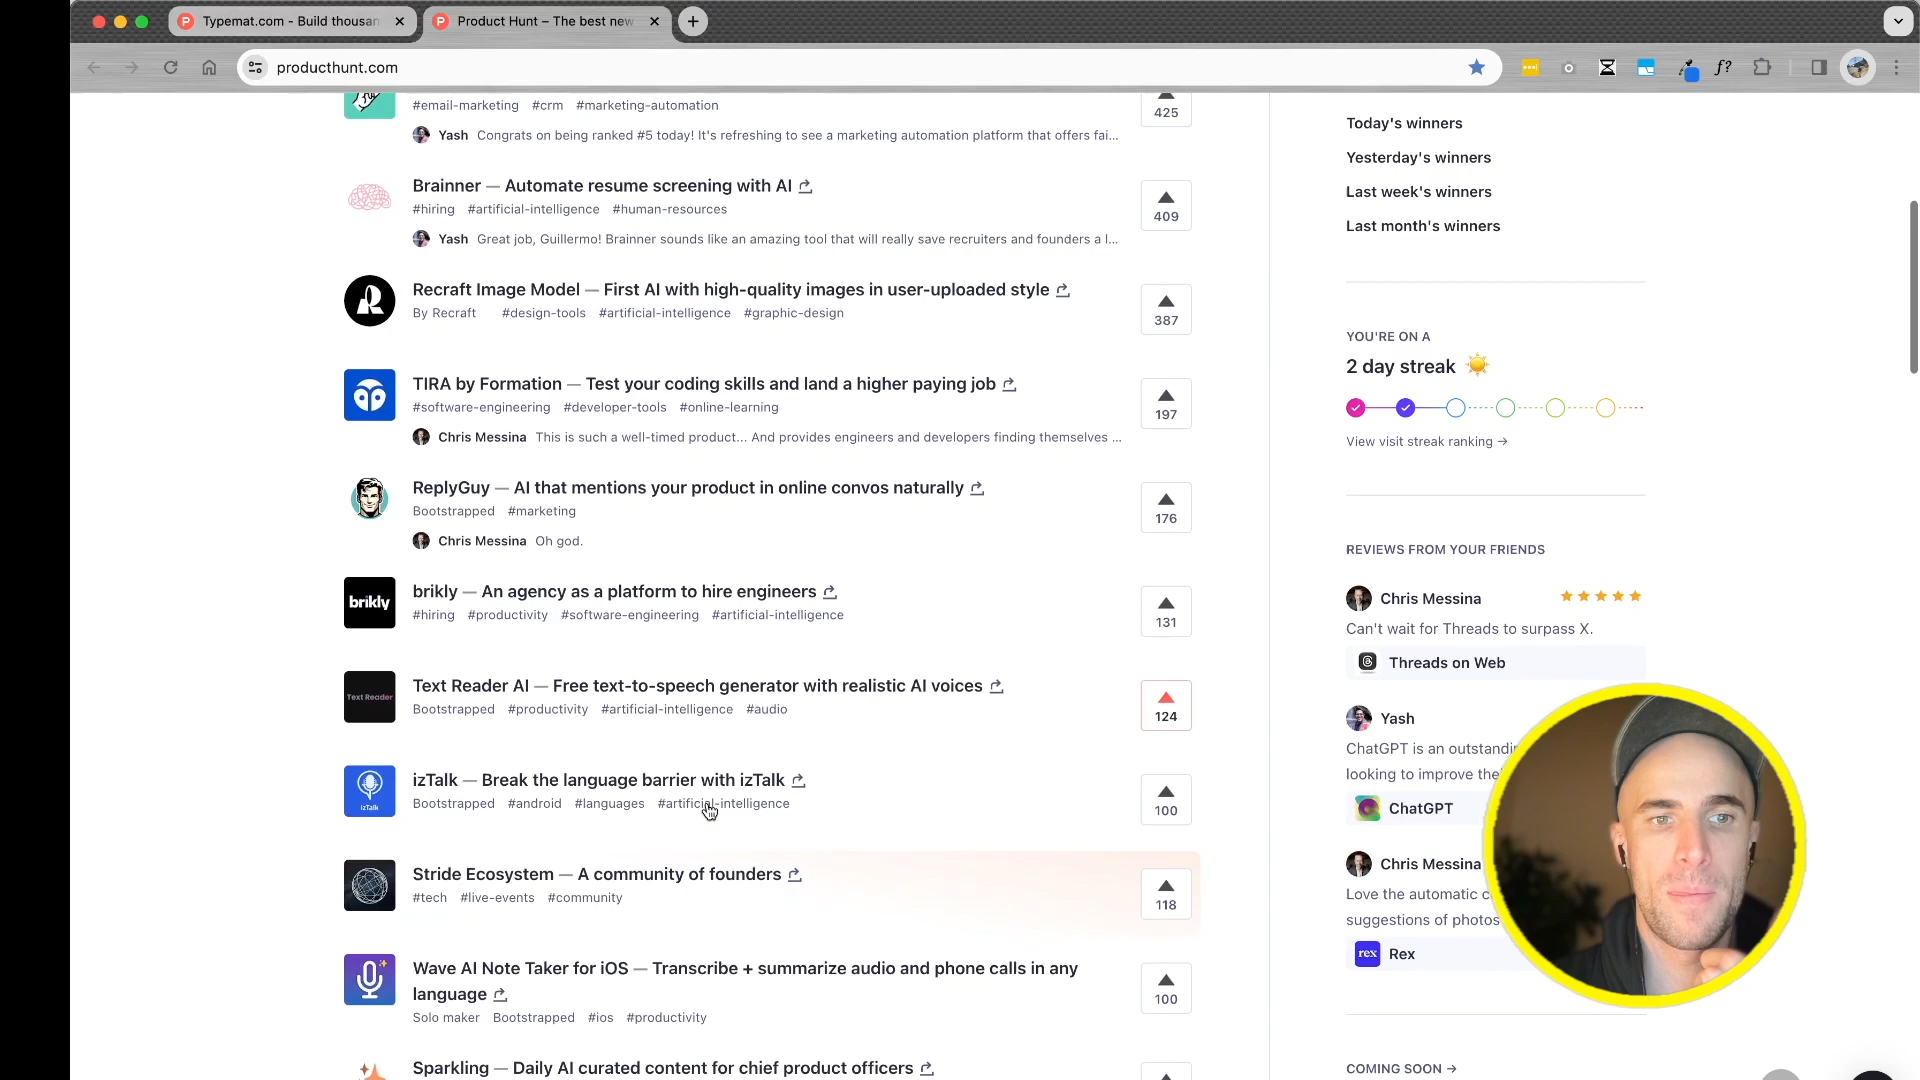 Typemat.com - Build thousan
Product Hunt – The best new
producthunt.com
f?
#email-marketing #crm #marketing-automation
425
Yash Congrats on being ranked #5 today! It's refreshing to see a marketing automation platform that offers fai...
Brainner — Automate resume screening with AI
#hiring #artificial-intelligence #human-resources
409
Yash Great job, Guillermo! Brainner sounds like an amazing tool that will really save recruiters and founders a l...
Recraft Image Model — First AI with high-quality images in user-uploaded style
By Recraft #design-tools #artificial-intelligence #graphic-design
387
TIRA by Formation — Test your coding skills and land a higher paying job
#software-engineering #developer-tools #online-learning
197
Chris Messina This is such a well-timed product... And provides engineers and developers finding themselves ...
ReplyGuy — AI that mentions your product in online convos naturally
Bootstrapped #marketing
176
Chris Messina Oh god.
brikly
brikly — An agency as a platform to hire engineers
#hiring #productivity #software-engineering #artificial-intelligence
131
Text Reader
Text Reader AI — Free text-to-speech generator with realistic AI voices
Bootstrapped #productivity #artificial-intelligence #audio
124
izTalk
izTalk — Break the language barrier with izTalk
Bootstrapped #android #languages #artificial-intelligence
100
Stride Ecosystem — A community of founders
#tech #live-events #community
118
Wave AI Note Taker for iOS — Transcribe + summarize audio and phone calls in any
language
Solo maker Bootstrapped #ios #productivity
100
Sparkling — Daily AI curated content for chief product officers
Today's winners
Yesterday's winners
Last week's winners
Last month's winners
YOU'RE ON A
2 day streak
View visit streak ranking →
REVIEWS FROM YOUR FRIENDS
Chris Messina
Can't wait for Threads to surpass X.
Threads on Web
Yash
ChatGPT is an outstandi
looking to improve the
ChatGPT
Chris Messina
Love the automatic c
suggestions of photos
rex
Rex
COMING SOON →